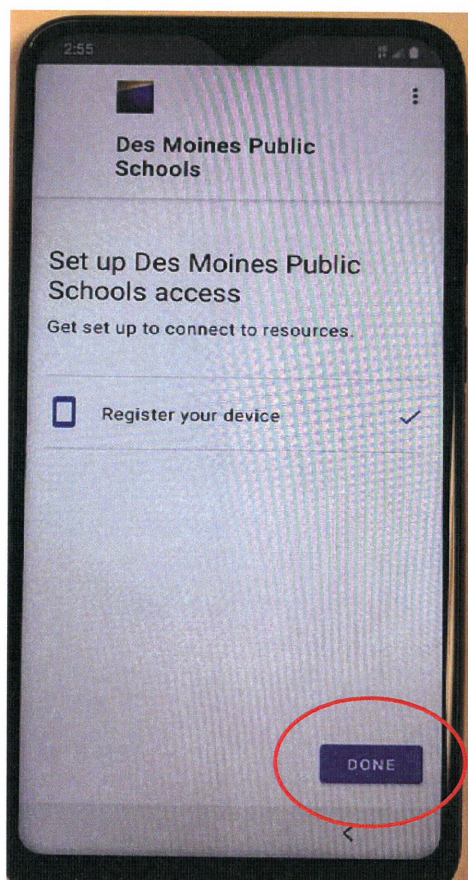 2:55
Des Moines Public
Schools
Set up Des Moines Public
Schools access
Get set up to connect to resources.
Register your device
DONE